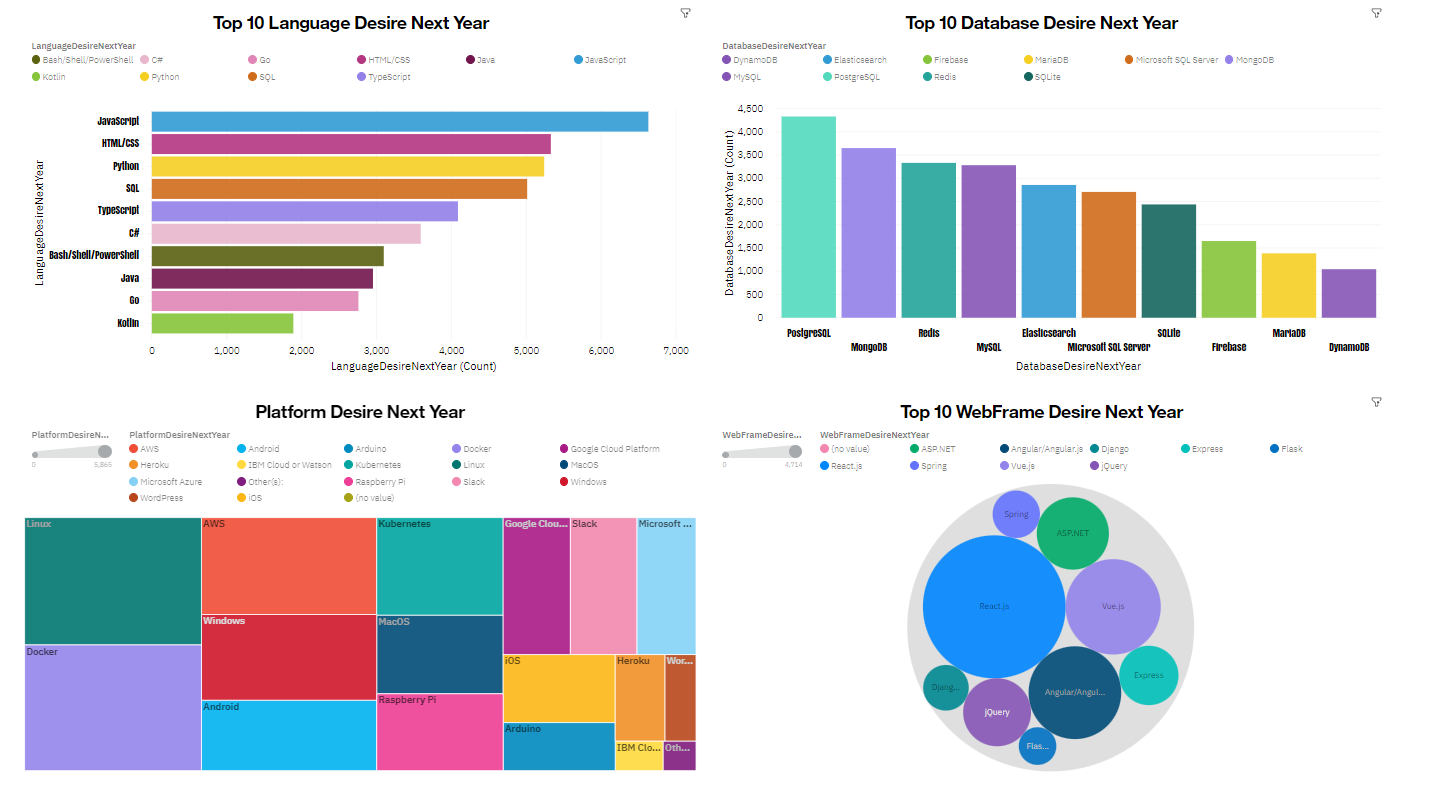 Top 10 Language Desire Next Year
LanguageDesireNextYear
Bash/Shell/PowerShell C# Go HTML/CSS Java JavaScript
Kotlin Python SQL TypeScript
LanguageDesireNextYear
JavaScript
HTML/CSS
Python
SQL
TypeScript
C#
Bash/Shell/PowerShell
Java
Go
Kotlin
0 1,000 2,000 3,000 4,000 5,000 6,000 7,000
LanguageDesireNextYear (Count)
Top 10 Database Desire Next Year
DatabaseDesireNextYear
DynamoDB Elasticsearch Firebase MariaDB Microsoft SQL Server MongoDB
MySQL PostgreSQL Redis SQLite
DatabaseDesireNextYear (Count)
4,500
4,000
3,500
3,000
2,500
2,000
1,500
1,000
500
0
PostgreSQL Redis Elasticsearch SQLite MariaDB
MongoDB MySQL Microsoft SQL Server Firebase DynamoDB
DatabaseDesireNextYear
Platform Desire Next Year
PlatformDesireN...
0 5,865
PlatformDesireNextYear
AWS Android Arduino Docker Google Cloud Platform
Heroku IBM Cloud or Watson Kubernetes Linux MacOS
Microsoft Azure Other(s): Raspberry Pi Slack Windows
WordPress iOS (no value)
Linux AWS Kubernetes Google Clou... Slack Microsoft ...
Windows MacOS
Docker iOS Heroku Wor...
Android Raspberry Pi
Arduino IBM Clo... Oth...
Top 10 WebFrame Desire Next Year
WebFrameDesire...
0 4,714
WebFrameDesireNextYear
(no value) ASP.NET Angular/Angular.js Django Express Flask
React.js Spring Vue.js jQuery
Spring
ASP.NET
React.js Vue.js
Express
Djang... Angular/Angul...
jQuery
Flas...